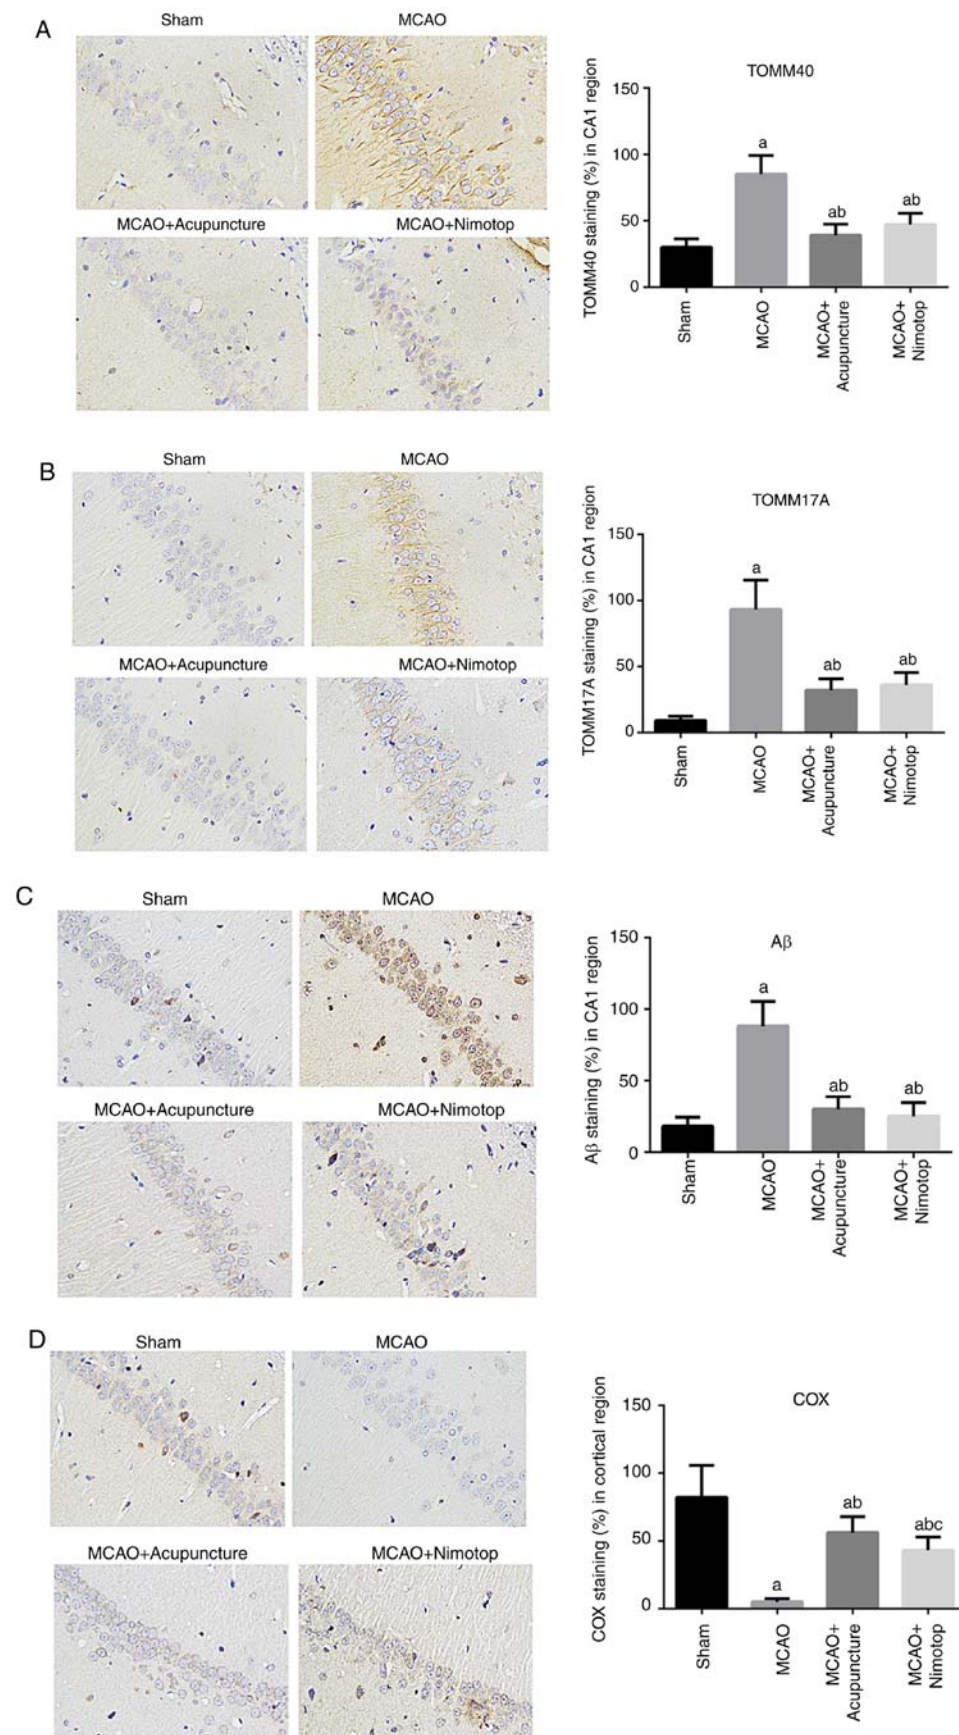 A
Sham
MCAO
MCAO+Acupuncture
MCAO+Nimotop
TOMM40
TOMM40 staining (%) in CA1 region
150
100
50
0
a
ab
ab
Sham
MCAO
MCAO+
Acupuncture
MCAO+
Nimotop
B
Sham
MCAO
MCAO+Acupuncture
MCAO+Nimotop
TOMM17A
TOMM17A staining (%) in CA1 region
150
100
50
0
a
ab
ab
Sham
MCAO
MCAO+
Acupuncture
MCAO+
Nimotop
C
Sham
MCAO
MCAO+Acupuncture
MCAO+Nimotop
Aβ
Aβ staining (%) in CA1 region
150
100
50
0
a
ab
ab
Sham
MCAO
MCAO+
Acupuncture
MCAO+
Nimotop
D
Sham
MCAO
MCAO+Acupuncture
MCAO+Nimotop
COX
COX staining (%) in cortical region
150
100
50
0
a
ab
abc
Sham
MCAO
MCAO+
Acupuncture
MCAO+
Nimotop